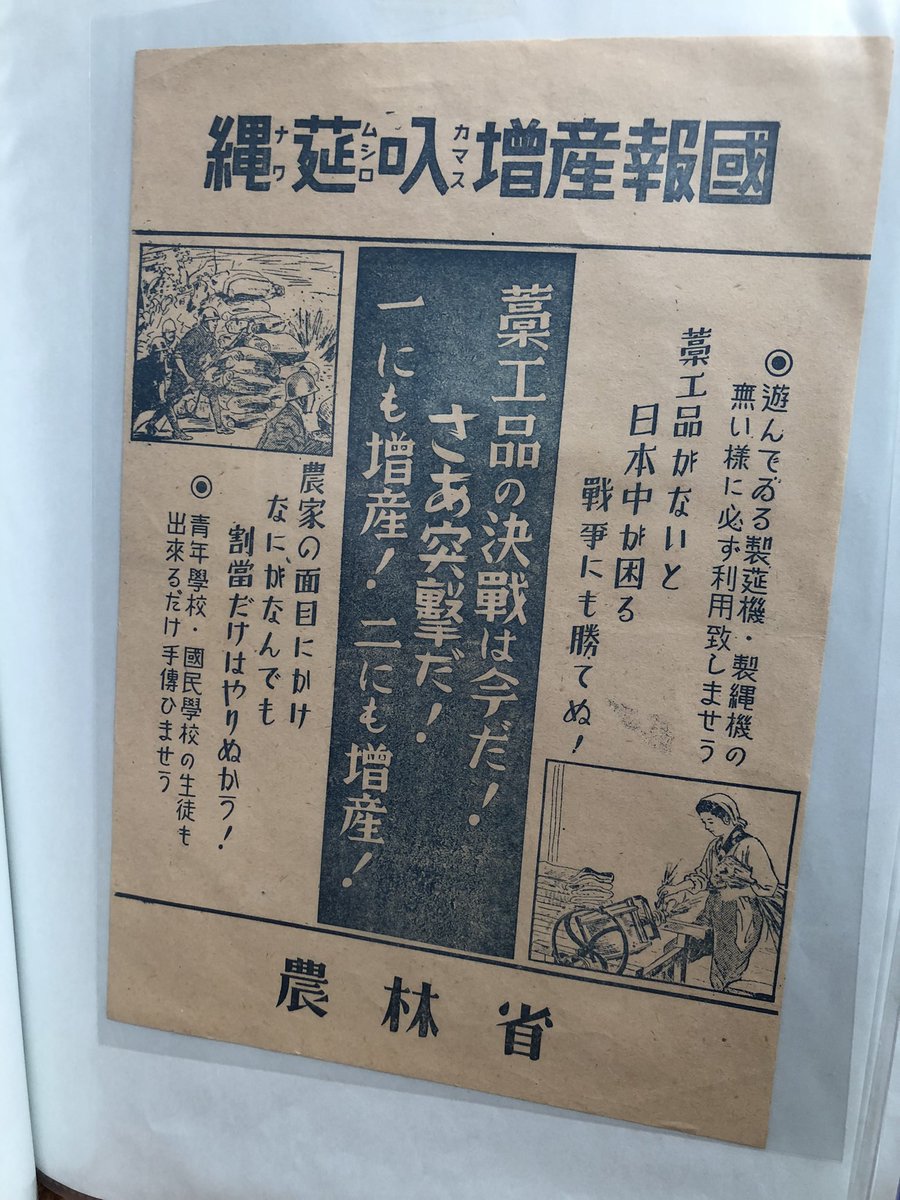 縄莚叺増産報國
ナワ
ムシロ
カマス
◉遊んでゐる製莚機・製縄機の
無い様に必ず利用致しませう
藁工品がないと
日本中が困る
戰爭にも勝てぬ！
藁工品の決戰は今だ！
さあ突撃だ！
一にも増産！二にも増産！
農家の面目にかけ
なにがなんでも
割當だけはやりぬかう！
◉青年學校・國民學校の生徒も
出來るだけ手傳ひませう
農林省